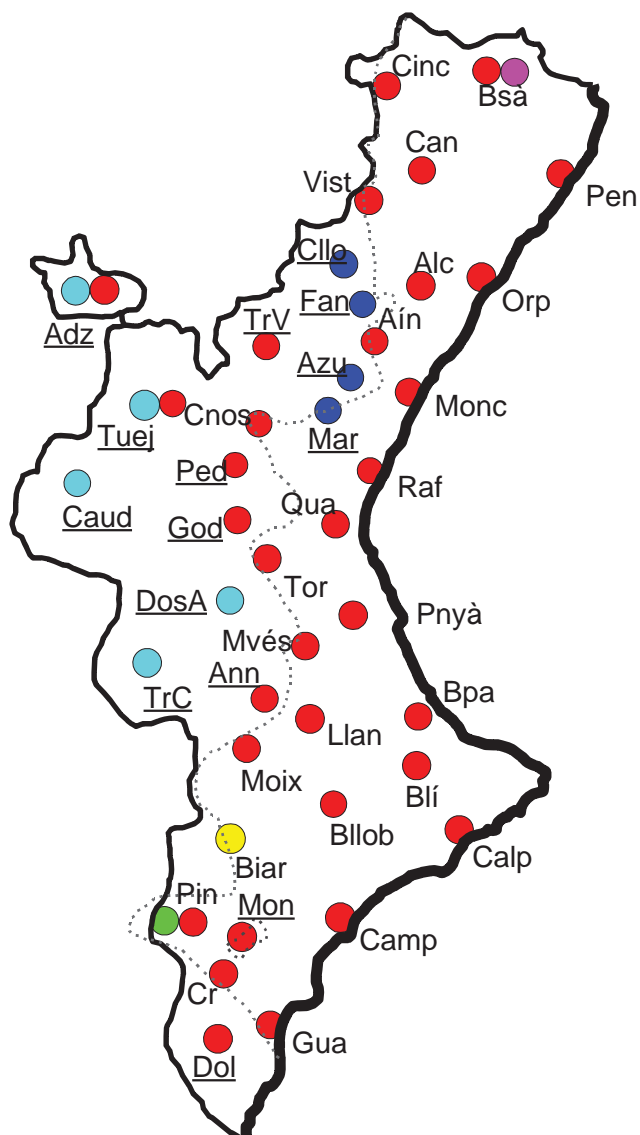 Cinc
Bsà
Can
Vist
Pen
Cllo
Alc
Fan
Orp
TrV
Aín
Adz
Azu
Monc
Cnos
Mar
Tuej
Ped
Raf
Qua
Caud
God
Tor
DosA
Pnyà
Mvés
Ann
TrC
Bpa
Llan
Moix
Blí
Bllob
Calp
Biar
Pin
Mon
Camp
Cr
Gua
Dol